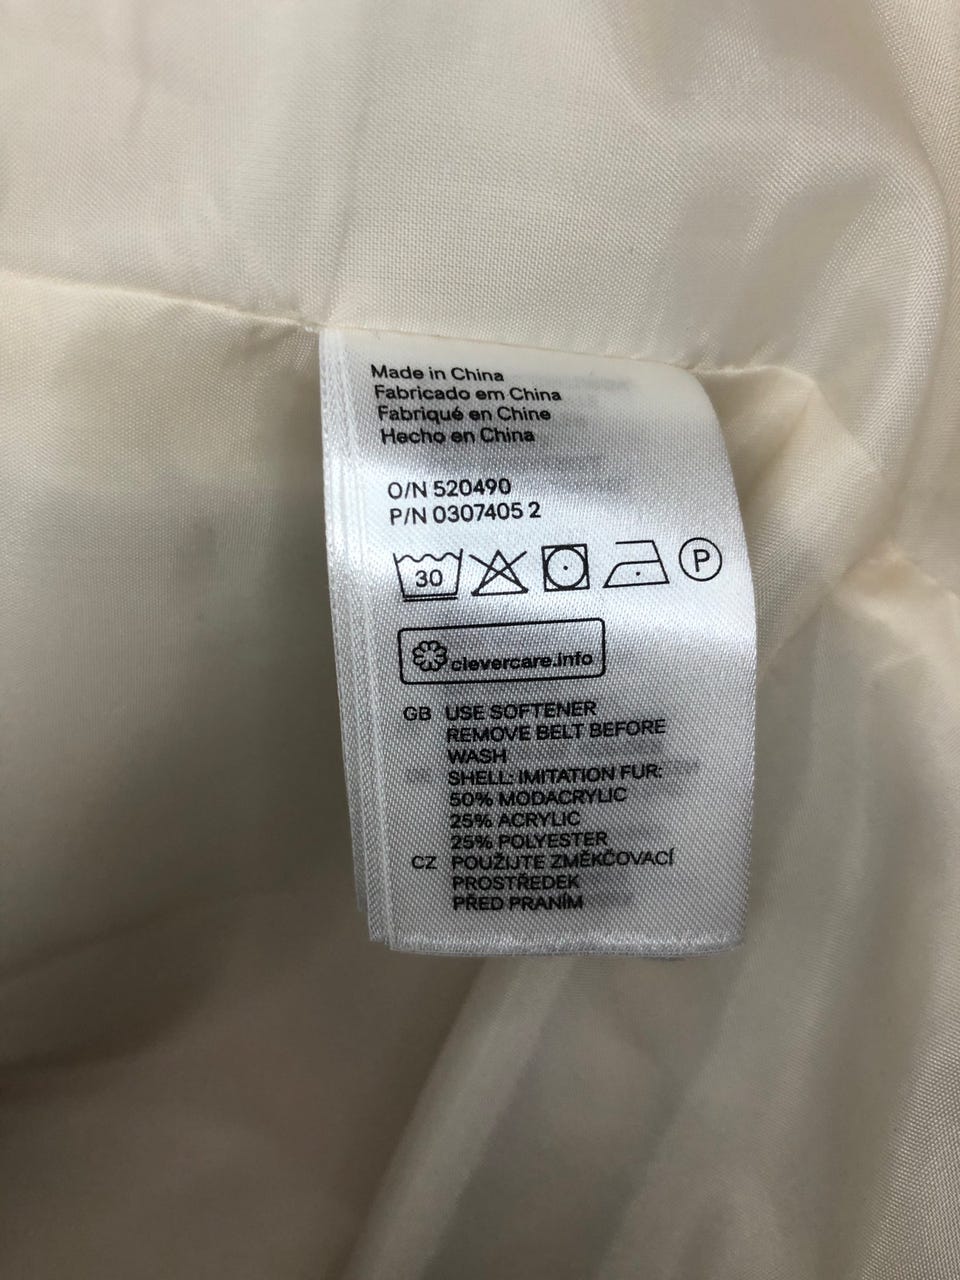 Made in China
Fabricado em China
Fabriqué en Chine
Hecho en China
O/N 520490
P/N 0307405 2
30 P
clevercare.info
GB USE SOFTENER
REMOVE BELT BEFORE
WASH
SHELL: IMITATION FUR:
50% MODACRYLIC
25% ACRYLIC
25% POLYESTER
CZ POUŽIJTE ZMĚKČOVACÍ
PROSTŘEDEK
PŘED PRANÍM